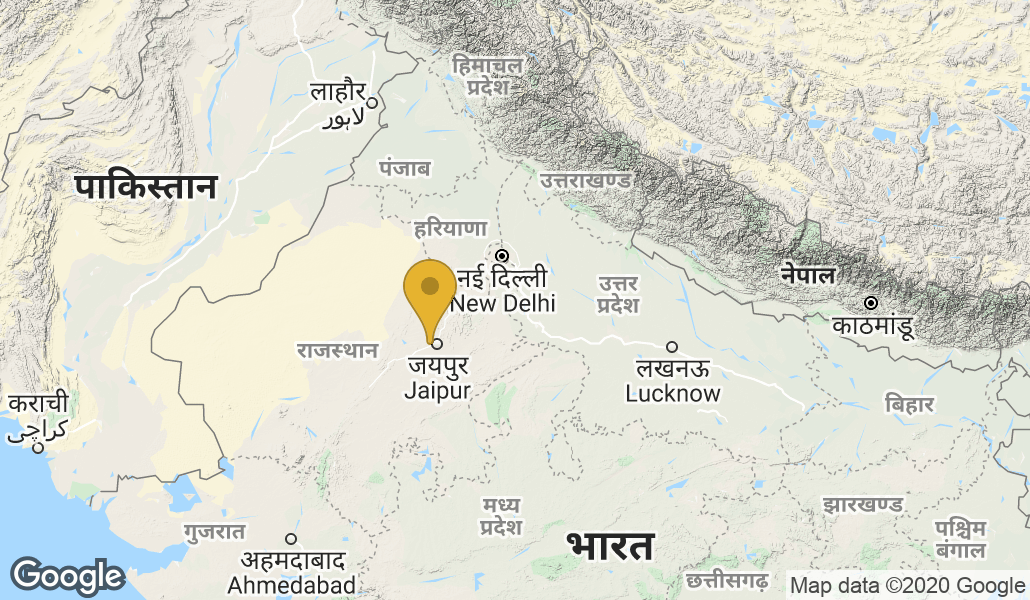 हिमाचल
प्रदेश
लाहौर
لاہور
पंजाब
उत्तराखण्ड
पाकिस्तान
हरियाणा
नई दिल्ली
New Delhi
उत्तर
प्रदेश
नेपाल
काठमांडू
राजस्थान
जयपुर
Jaipur
लखनऊ
Lucknow
कराची
کراچی
बिहार
मध्य
प्रदेश
झारखण्ड
गुजरात
पश्चिम
बंगाल
भारत
अहमदाबाद
Ahmedabad
छत्तीसगढ़
Google
Map data ©2020 Google